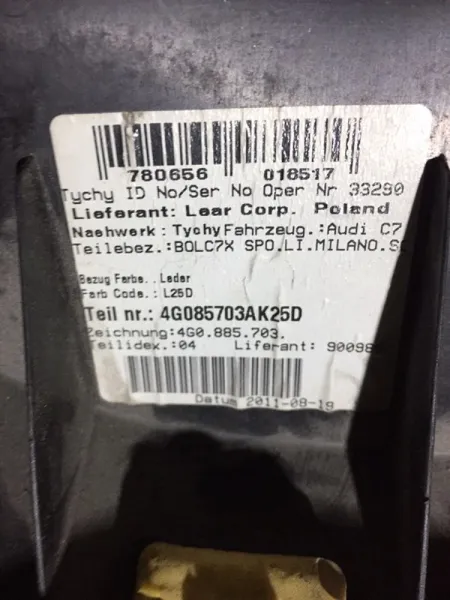 780656 018517
Tychy ID No/Ser No Oper Nr 33290
Lieferant: Lear Corp. Poland
Naehwerk: Tychy Fahrzeug.: Audi C7
Teilebez.: BOLC7X SPO.LI.MILANO.
Bezug Farbe..Leder
Farb Code.: L25D
Teil nr.: 4G085703AK25D
Zeichnung:4G0.885.703.
Teilidex.:04 Liferant: 9009
Datum 2011-08-19